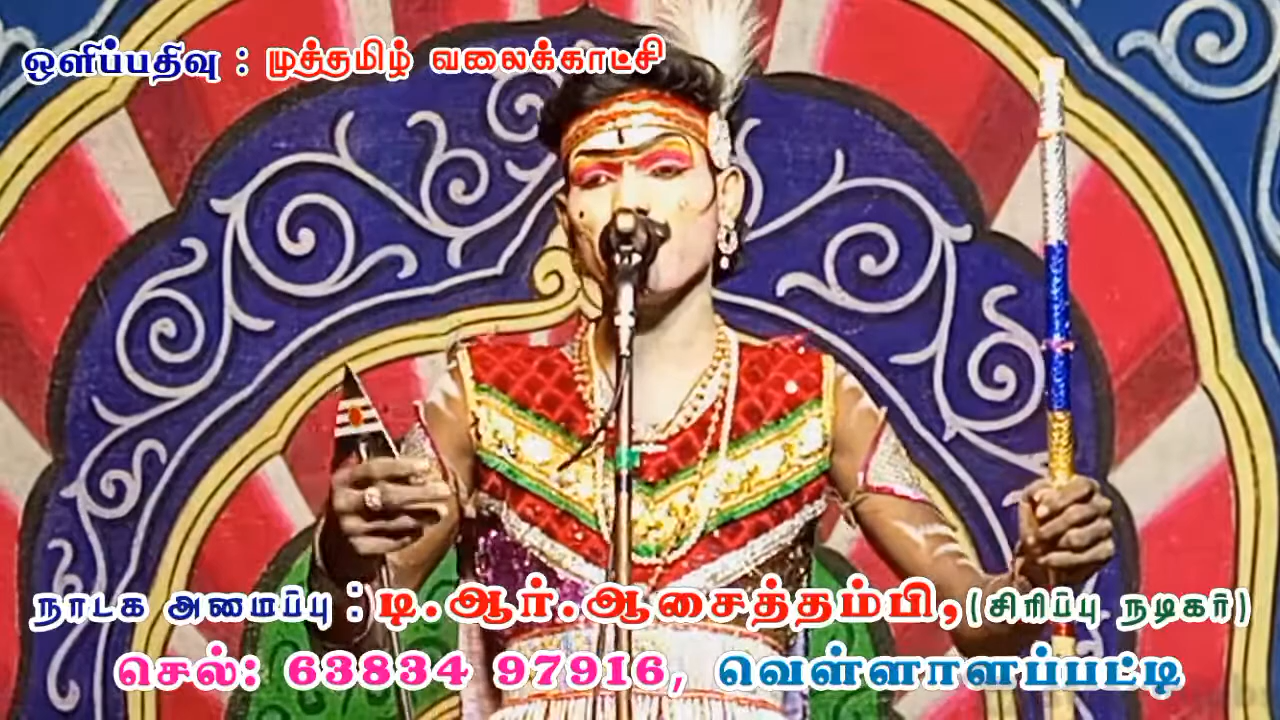 ஒளிப்பதிவு : முத்தமிழ் வலைக்காட்சி
நாடக அமைப்பு : டி.ஆர்.ஆசைத்தம்பி,(சிரிப்பு நடிகர்)
செல்: 63834 97916, வெள்ளாளப்பட்டி